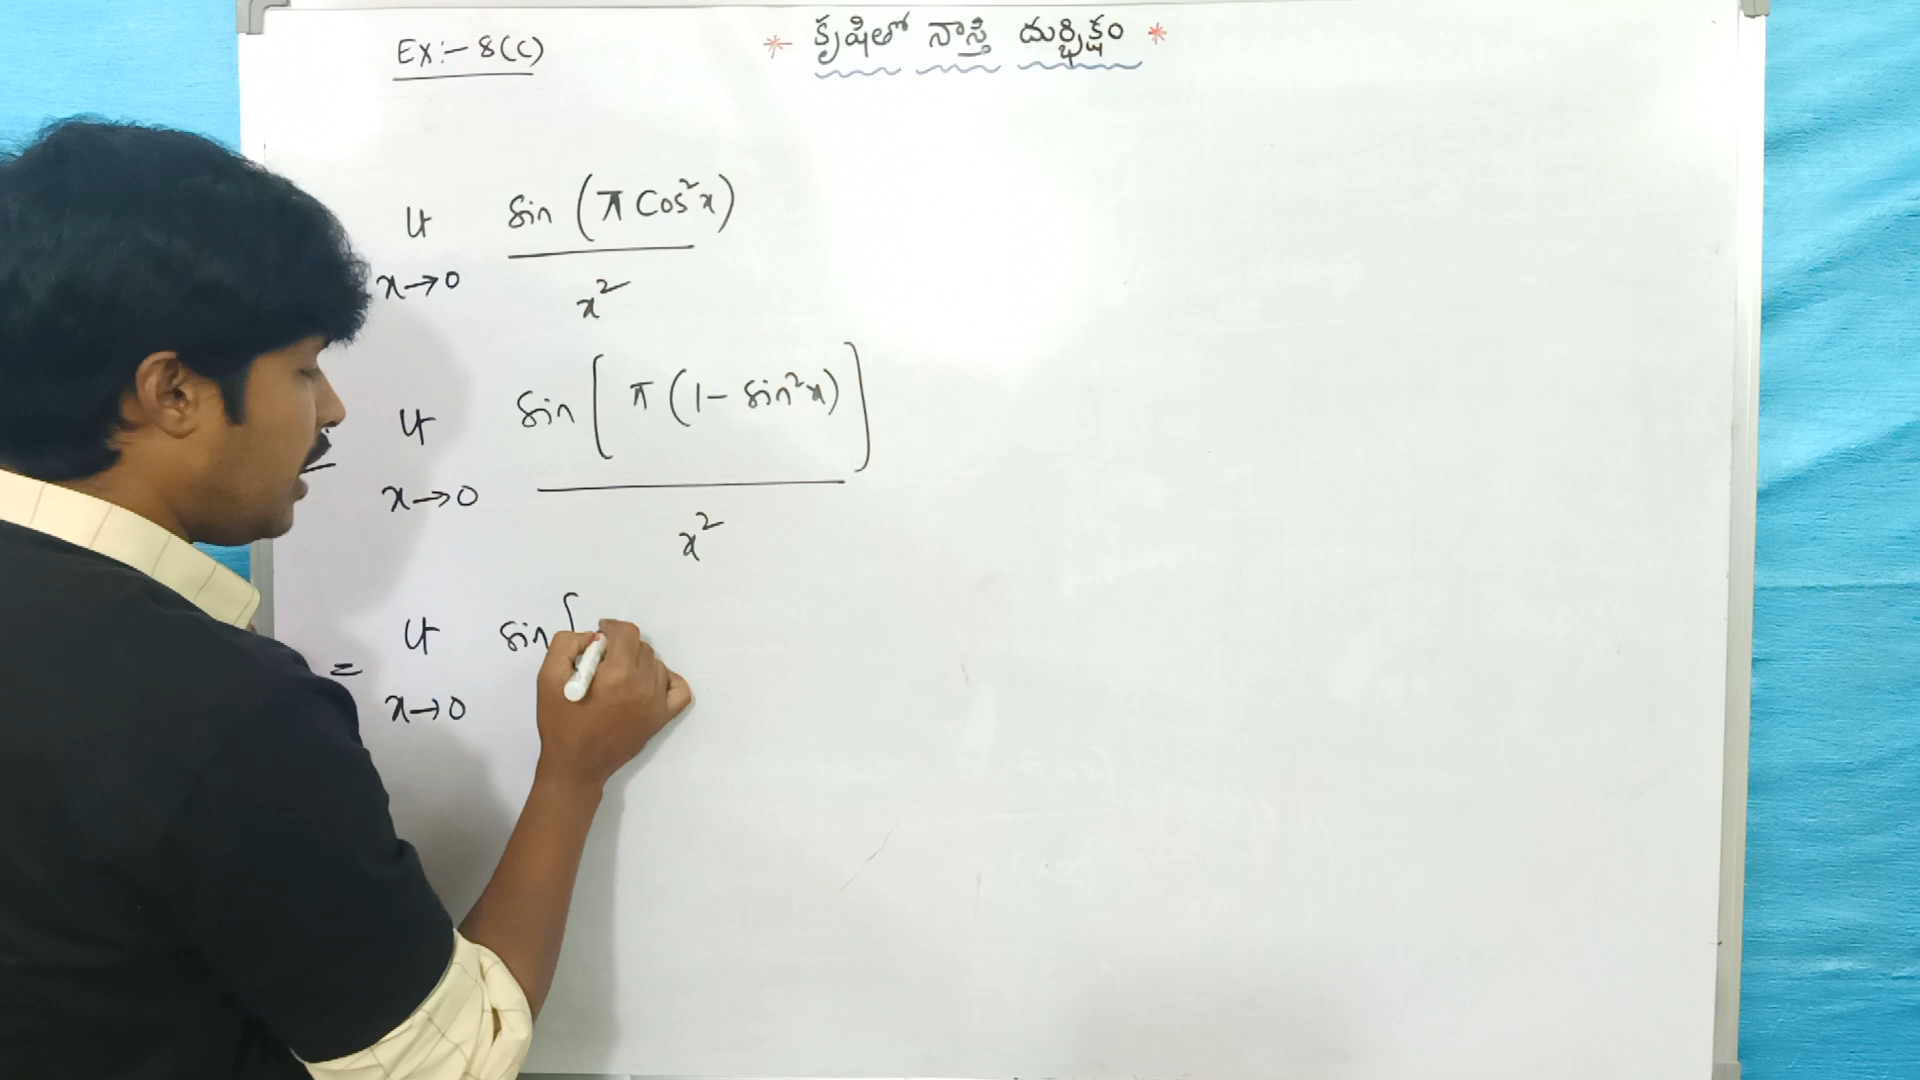 Ex:- 8(c)
* కృషితో నాస్తి దుర్భిక్షం *
Lt sin (π Cos²x)
x→0 x²
= Lt sin [ π (1- sin²x) ]
x→0 x²
= Lt sin [
x→0